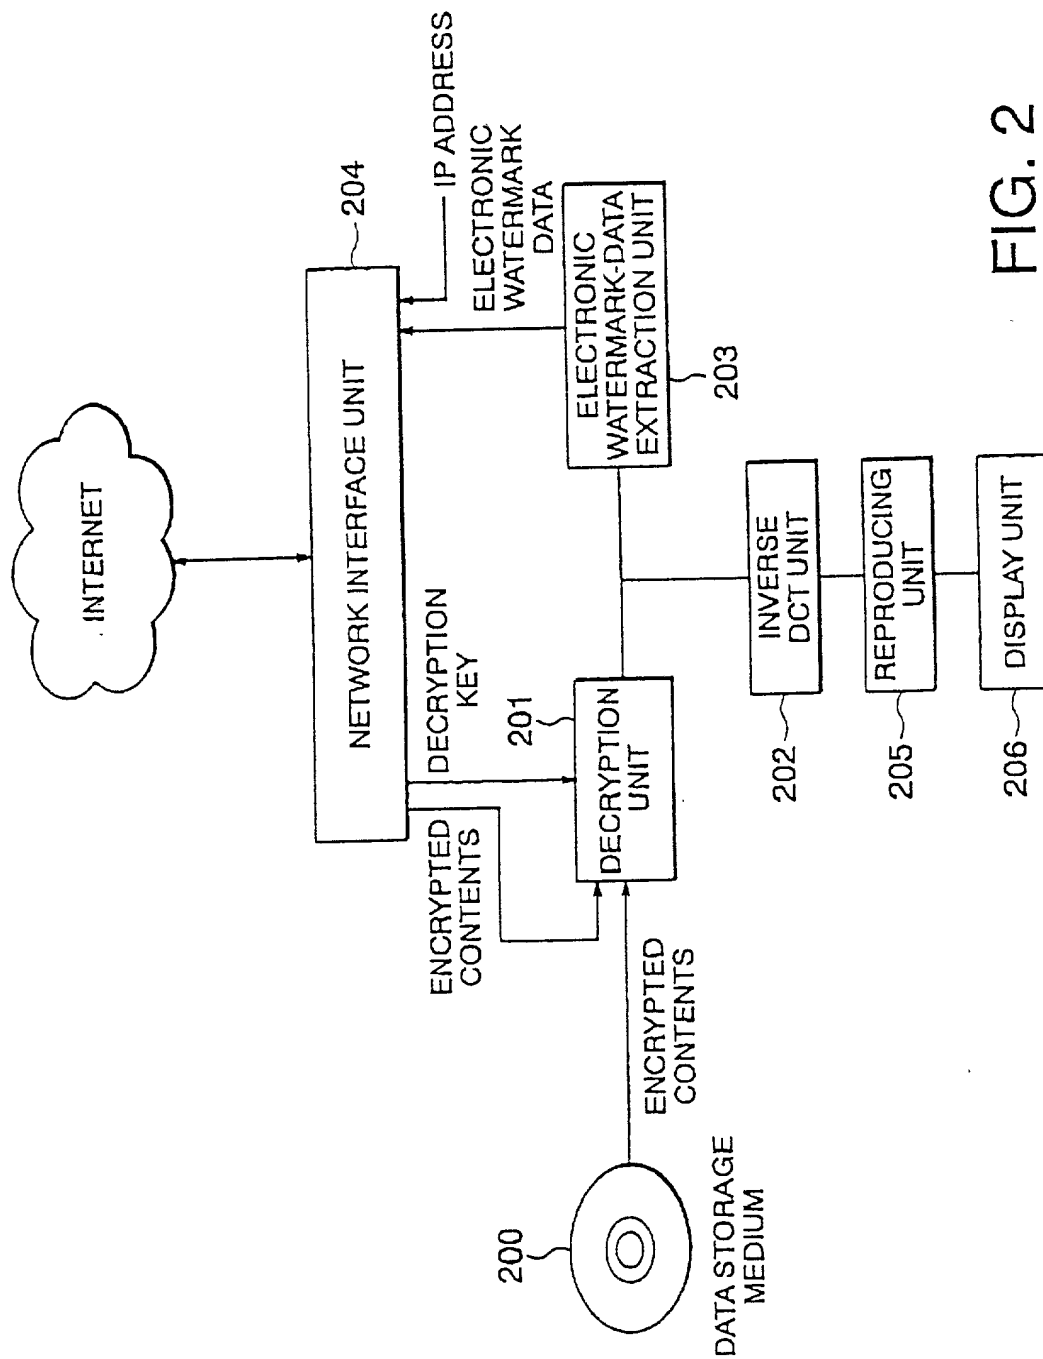 INTERNET
204
NETWORK INTERFACE UNIT
IP ADDRESS
ELECTRONIC
WATERMARK
DATA
DECRYPTION
KEY
ENCRYPTED
CONTENTS
201
DECRYPTION
UNIT
ELECTRONIC
WATERMARK-DATA
EXTRACTION UNIT
203
200
DATA STORAGE
MEDIUM
ENCRYPTED
CONTENTS
INVERSE
DCT UNIT
202
REPRODUCING
UNIT
205
DISPLAY UNIT
206
FIG. 2